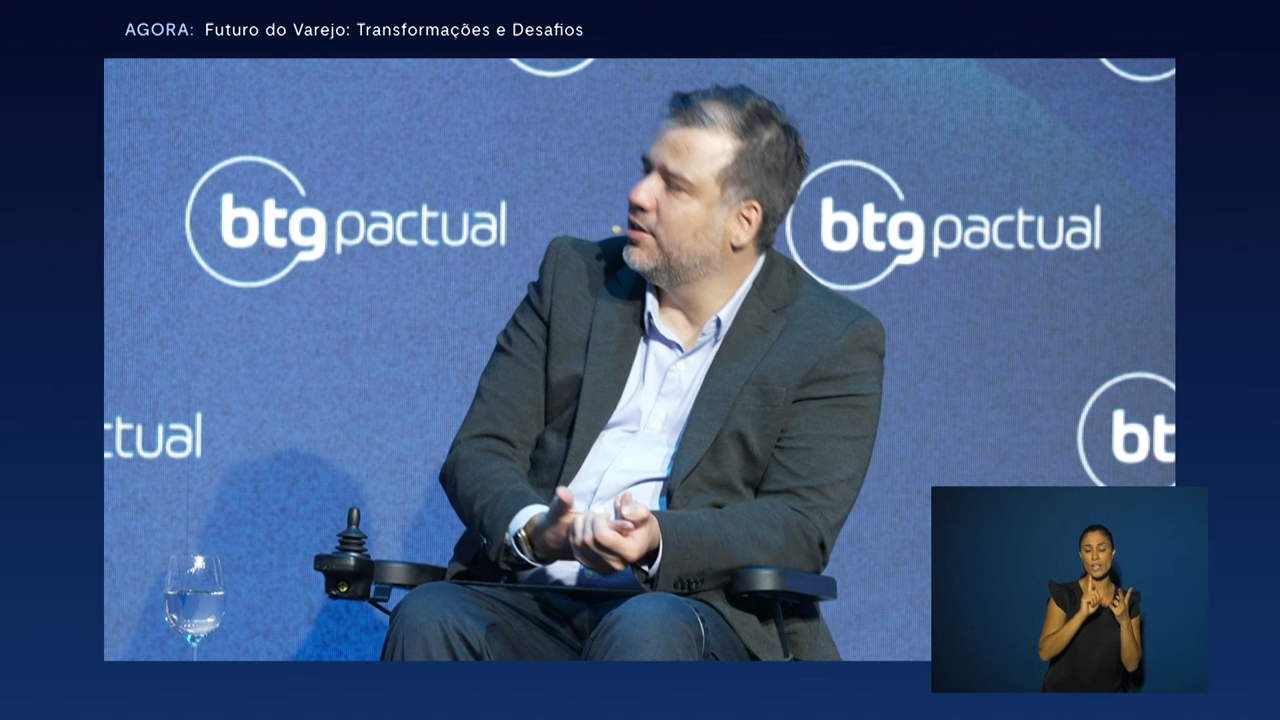 AGORA: Futuro do Varejo: Transformações e Desafios
btg pactual
btg pactual
ctual
bt